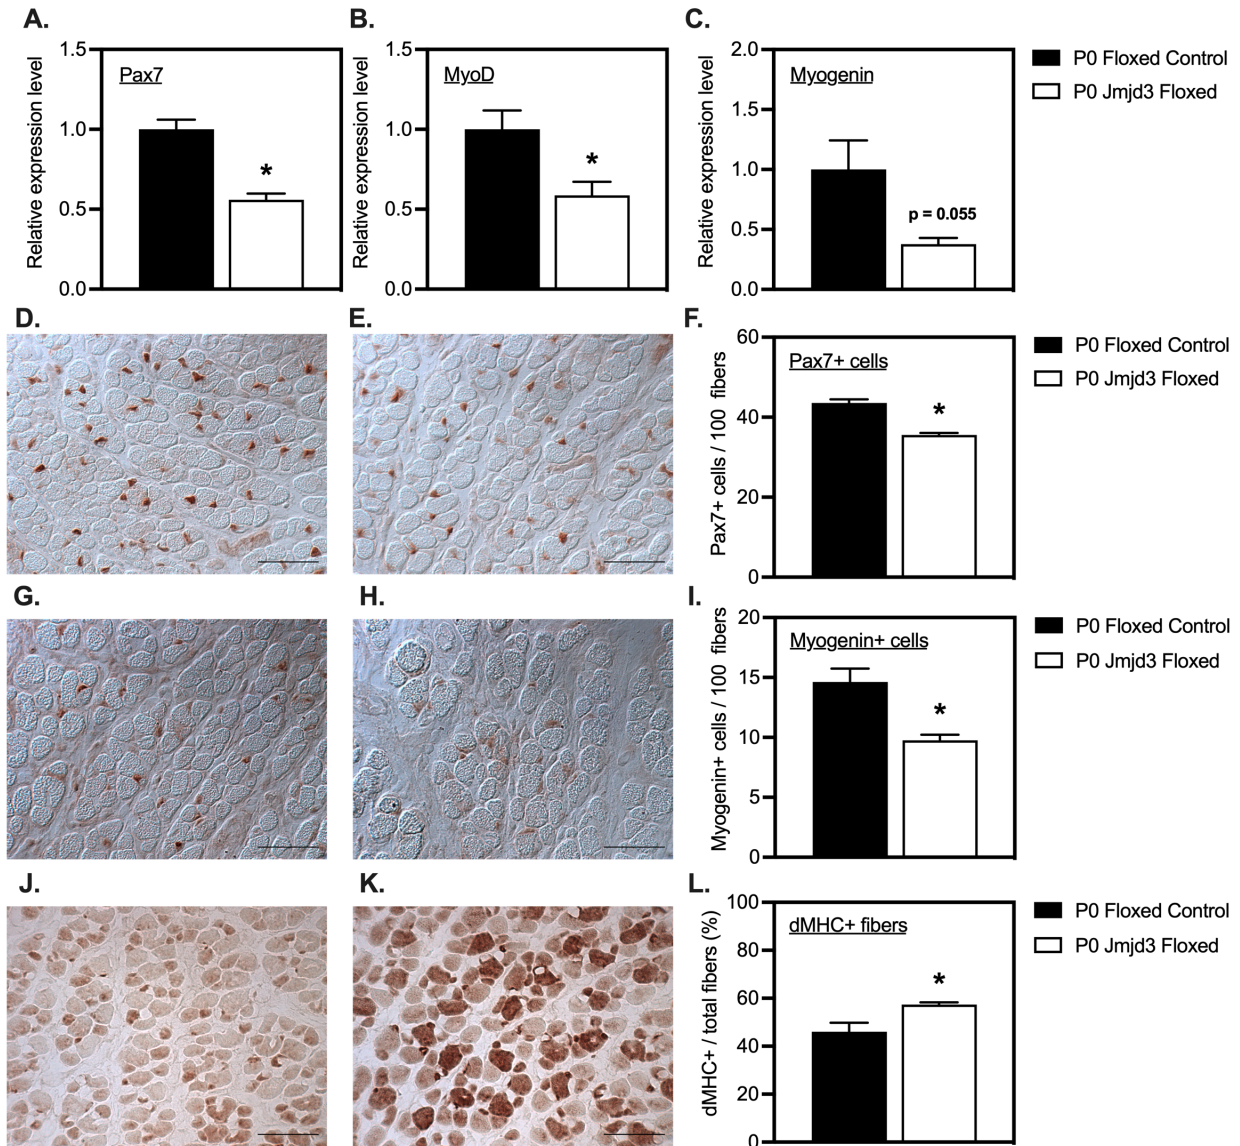 A.
B.
C.
1.5
1.0
0.5
0.0
Relative expression level
Pax7
*
1.5
1.0
0.5
0.0
Relative expression level
MyoD
*
2.0
1.5
1.0
0.5
0.0
Relative expression level
Myogenin
p = 0.055
P0 Floxed Control
P0 Jmjd3 Floxed
D.
E.
F.
60
40
20
0
Pax7+ cells / 100 fibers
Pax7+ cells
*
P0 Floxed Control
P0 Jmjd3 Floxed
G.
H.
I.
20
15
10
5
0
Myogenin+ cells / 100 fibers
Myogenin+ cells
*
P0 Floxed Control
P0 Jmjd3 Floxed
J.
K.
L.
100
80
60
40
20
0
dMHC+ / total fibers (%)
dMHC+ fibers
*
P0 Floxed Control
P0 Jmjd3 Floxed